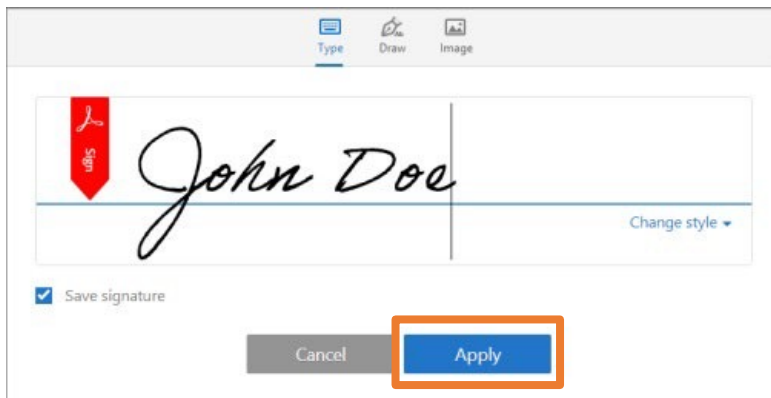 Type Draw Image
Sign
John Doe
Change style
Save signature
Cancel Apply